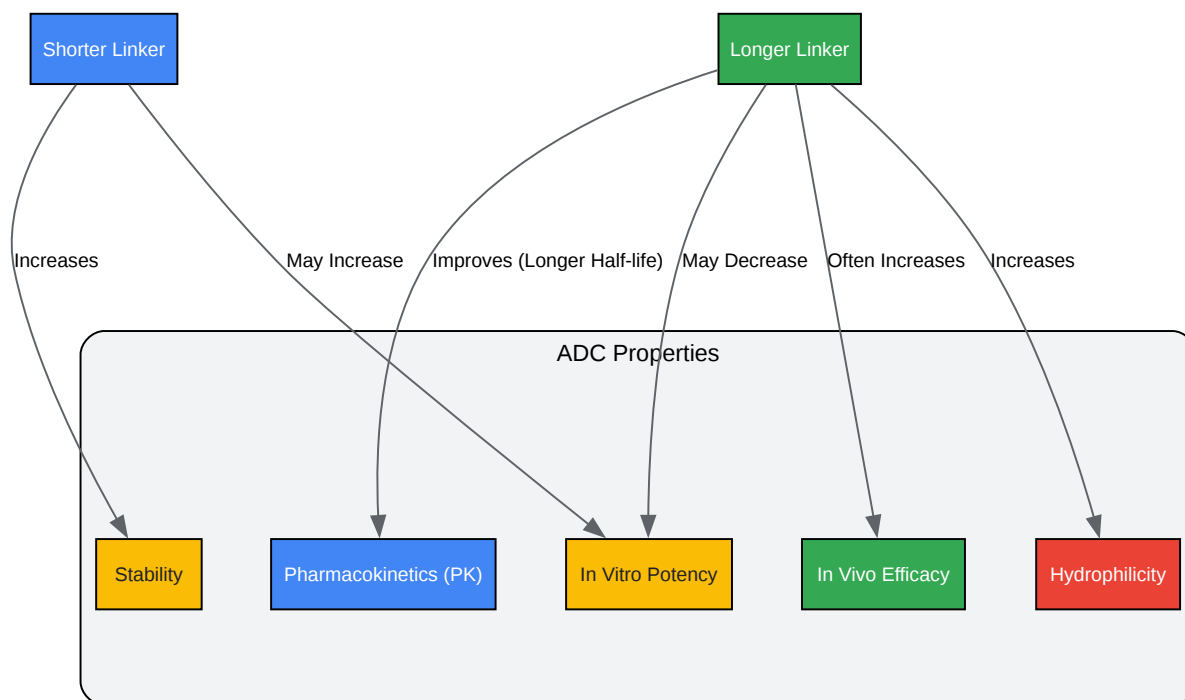 Shorter Linker
Longer Linker
Increases
May Increase
Improves (Longer Half-life)
May Decrease
Often Increases
Increases
ADC Properties
Stability
Pharmacokinetics (PK)
In Vitro Potency
In Vivo Efficacy
Hydrophilicity